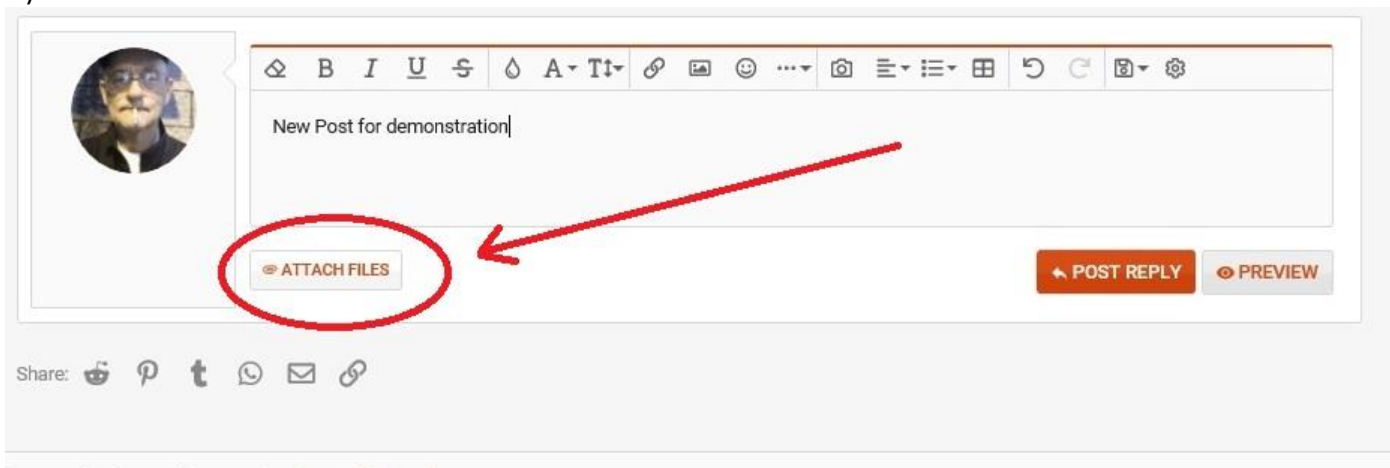 New Post for demonstration
ATTACH FILES
POST REPLY
PREVIEW
Share: